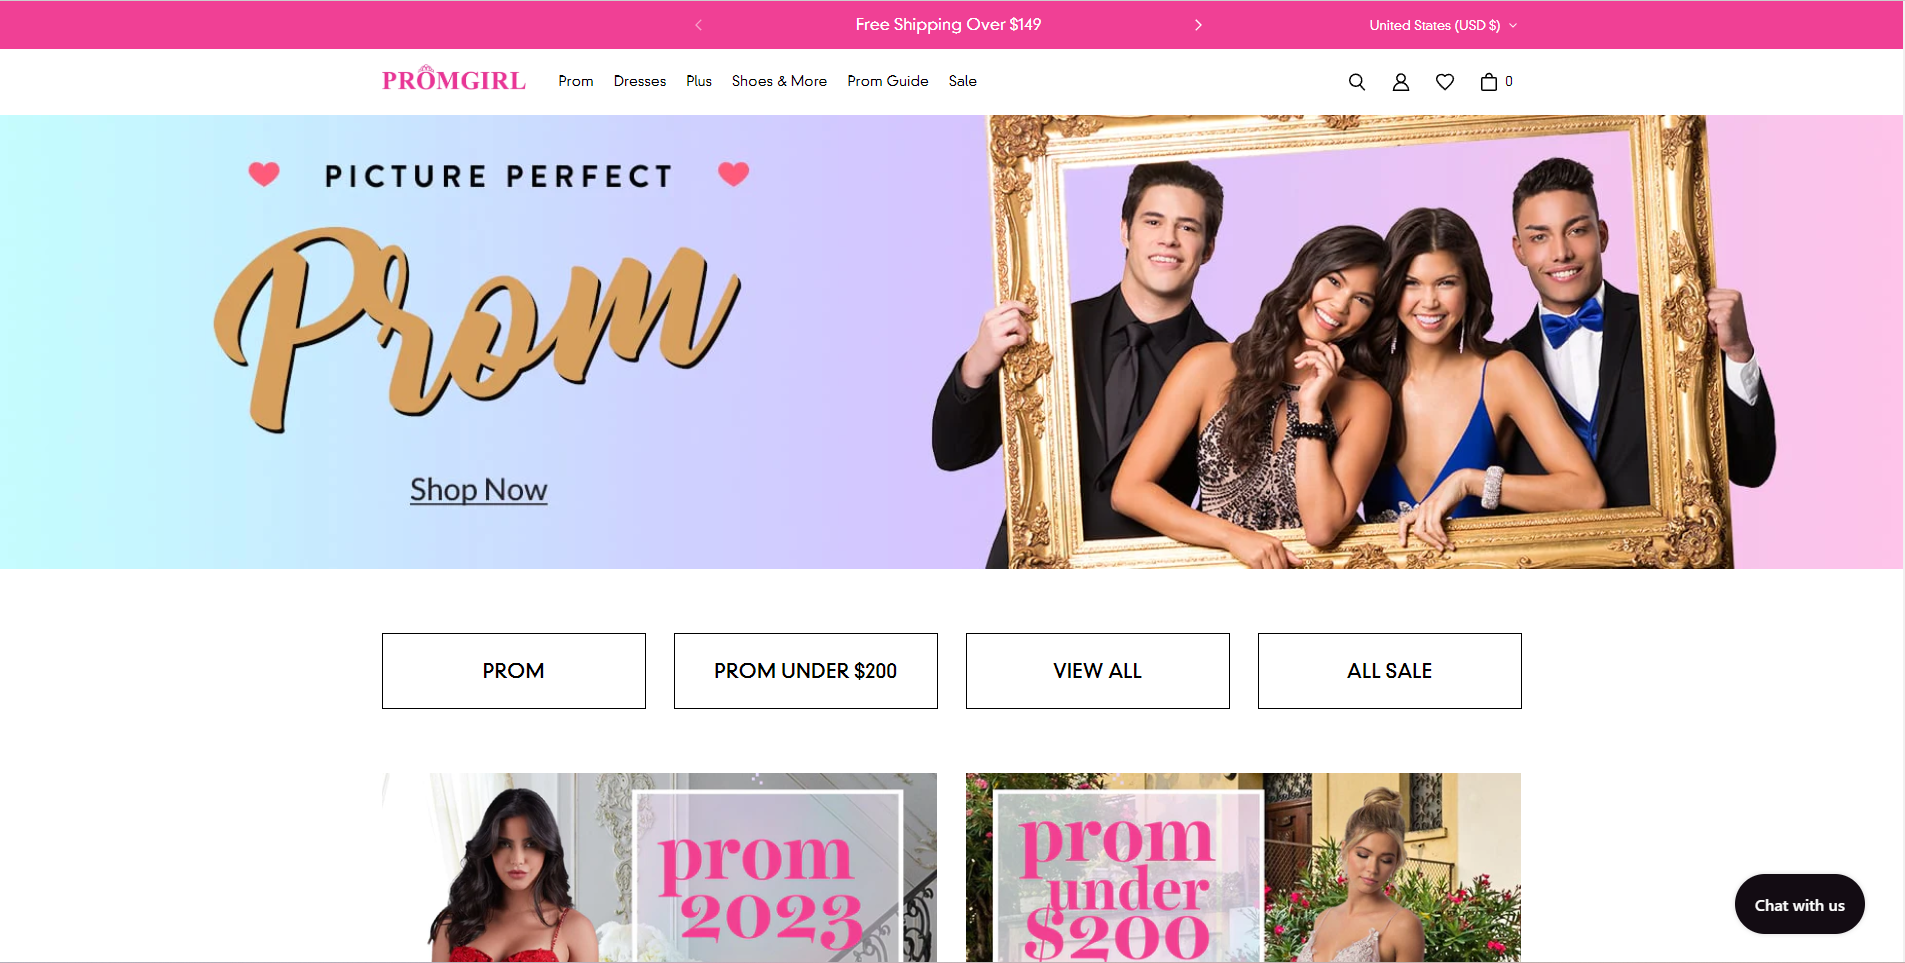 Free Shipping Over $149
United States (USD $)
PROMGIRL
Prom Dresses Plus Shoes & More Prom Guide Sale
0
PICTURE PERFECT
Prom
Shop Now
PROM
PROM UNDER $200
VIEW ALL
ALL SALE
prom
2023
prom
under
$200
Chat with us